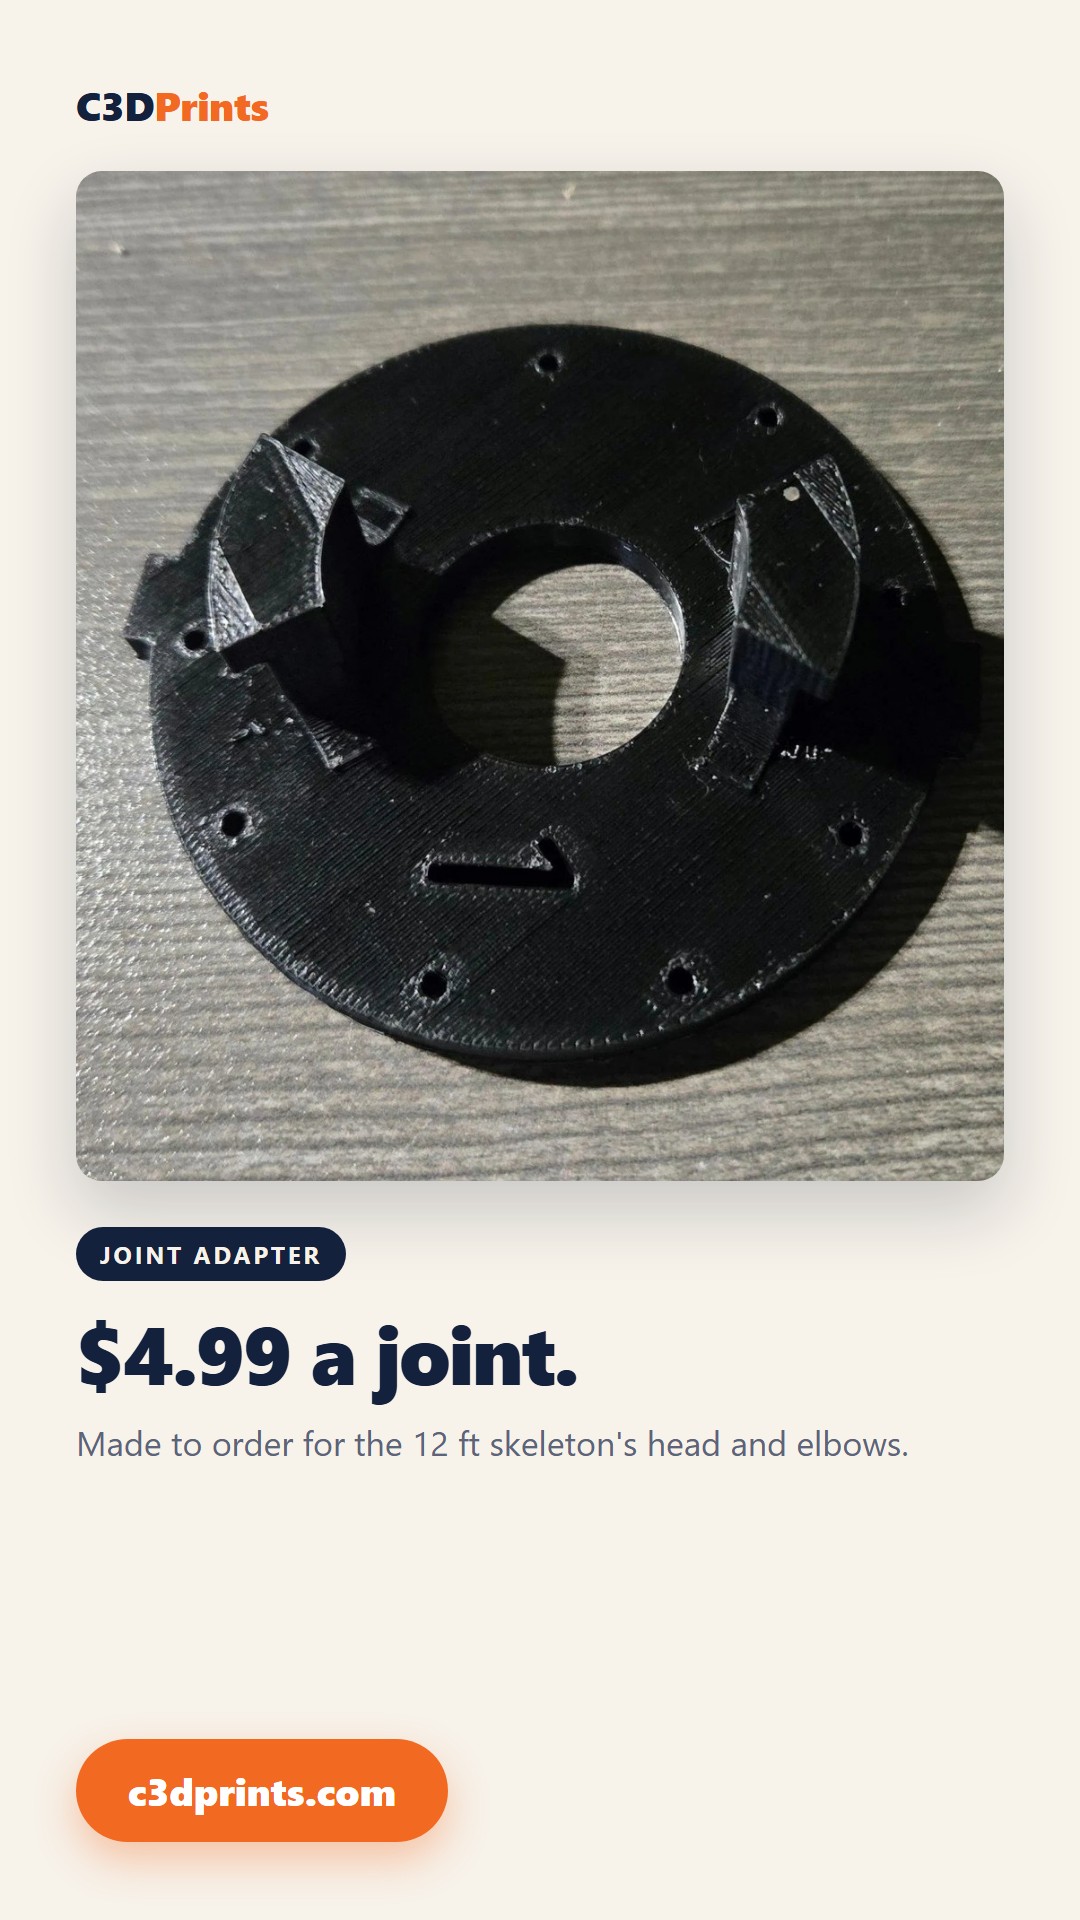 C3DPrints
1
JOINT ADAPTER
$4.99 a joint.
Made to order for the 12 ft skeleton's head and elbows.
c3dprints.com